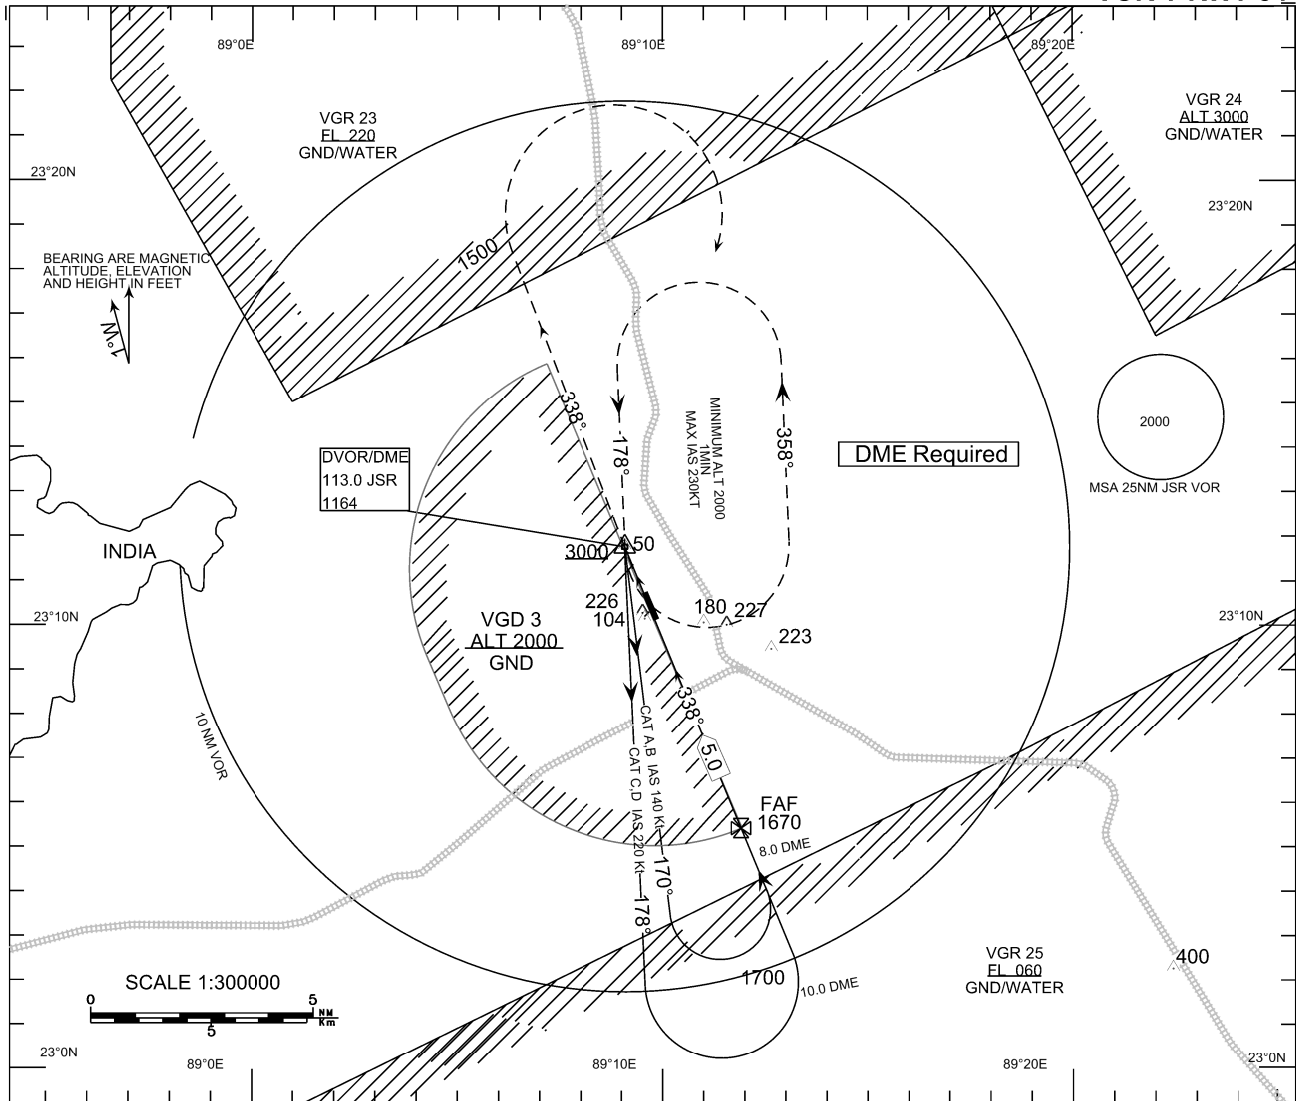 89°0E
89°10E
89°20E
VGR 23
FL 220
GND/WATER
VGR 24
ALT 3000
GND/WATER
23°20N
23°20N
BEARING ARE MAGNETIC
ALTITUDE, ELEVATION
AND HEIGHT IN FEET
1°W
1500
338°
178°
MINIMUM ALT 2000
1MIN
MAX IAS 230KT
358°
DME Required
2000
MSA 25NM JSR VOR
DVOR/DME
113.0 JSR
1164
INDIA
3000
50
226
104
180
227
223
23°10N
23°10N
VGD 3
ALT 2000
GND
338°
5.0
10 NM VOR
CAT A,B IAS 140 Kt
170°
CAT C,D IAS 220 Kt
178°
FAF
1670
8.0 DME
1700
10.0 DME
VGR 25
FL 060
GND/WATER
400
SCALE 1:300000
0
5
NM
Km
5
23°0N
23°0N
89°0E
89°10E
89°20E